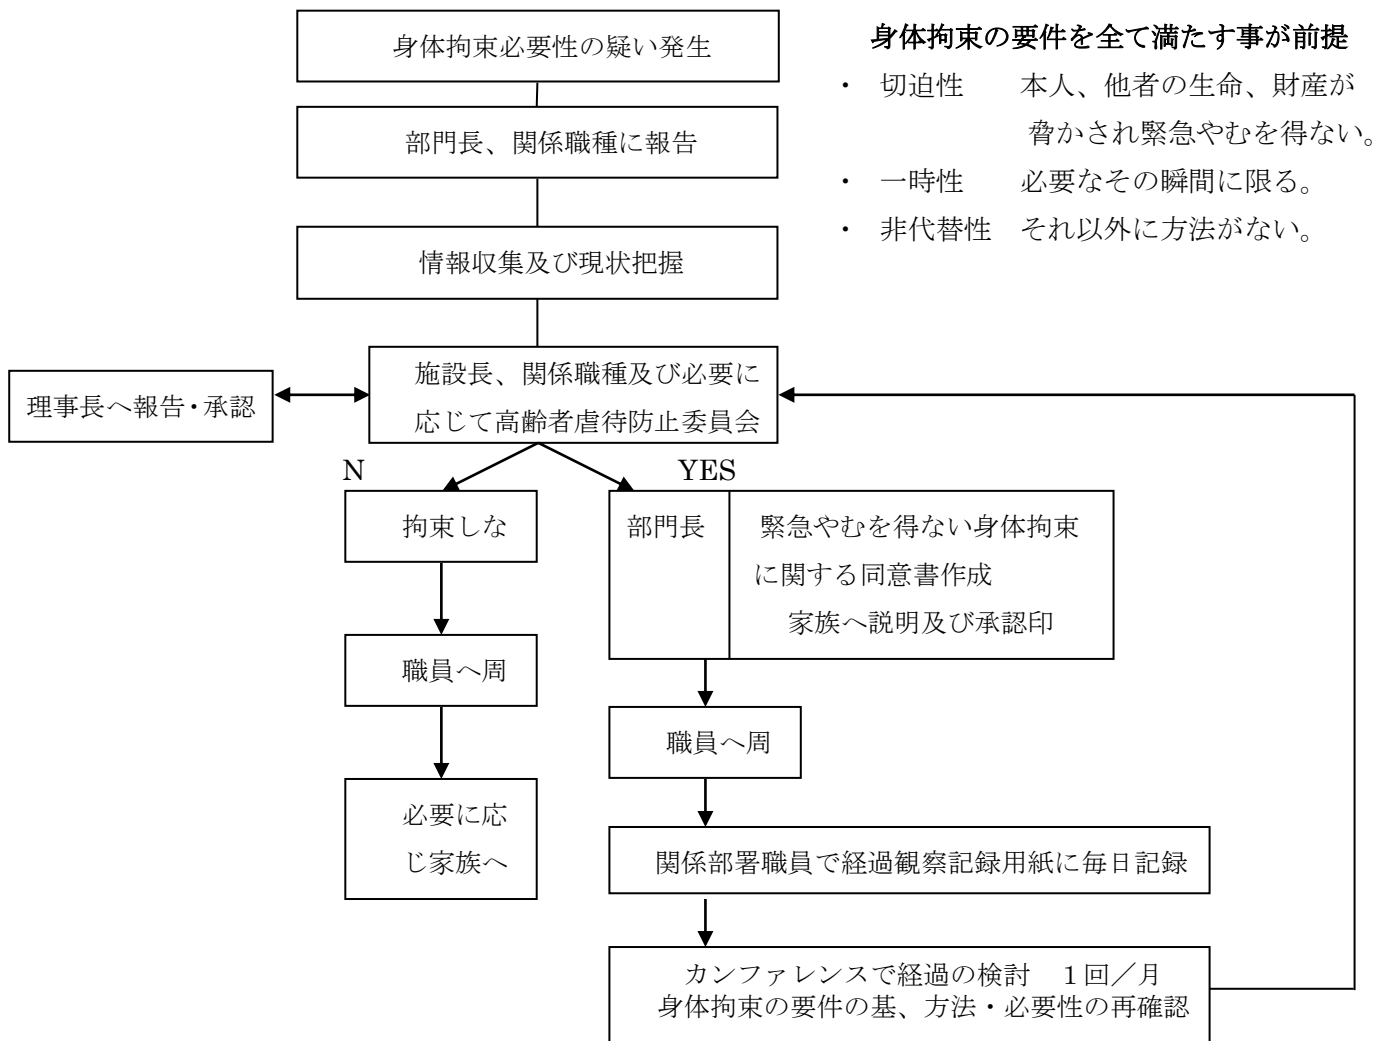 身体拘束必要性の疑い発生
部門長、関係職種に報告
情報収集及び現状把握
身体拘束の要件を全て満たす事が前提
・ 切迫性 本人、他者の生命、財産が
脅かされ緊急やむを得ない。
・ 一時性 必要なその瞬間に限る。
・ 非代替性 それ以外に方法がない。
理事長へ報告・承認
施設長、関係職種及び必要に
応じて高齢者虐待防止委員会
N
拘束しな
職員へ周
必要に応
じ家族へ
YES
部門長
緊急やむを得ない身体拘束
に関する同意書作成
家族へ説明及び承認印
職員へ周
関係部署職員で経過観察記録用紙に毎日記録
カンファレンスで経過の検討 １回／月
身体拘束の要件の基、方法・必要性の再確認